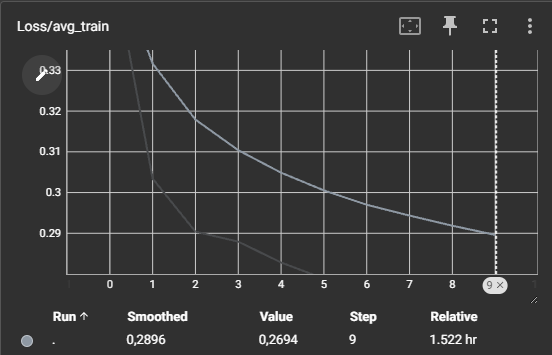 Loss/avg_train
0.33
0.32
0.31
0.3
0.29
0 1 2 3 4 5 6 7 8 9 ×
Run ↑ Smoothed Value Step Relative
. 0,2896 0,2694 9 1.522 hr